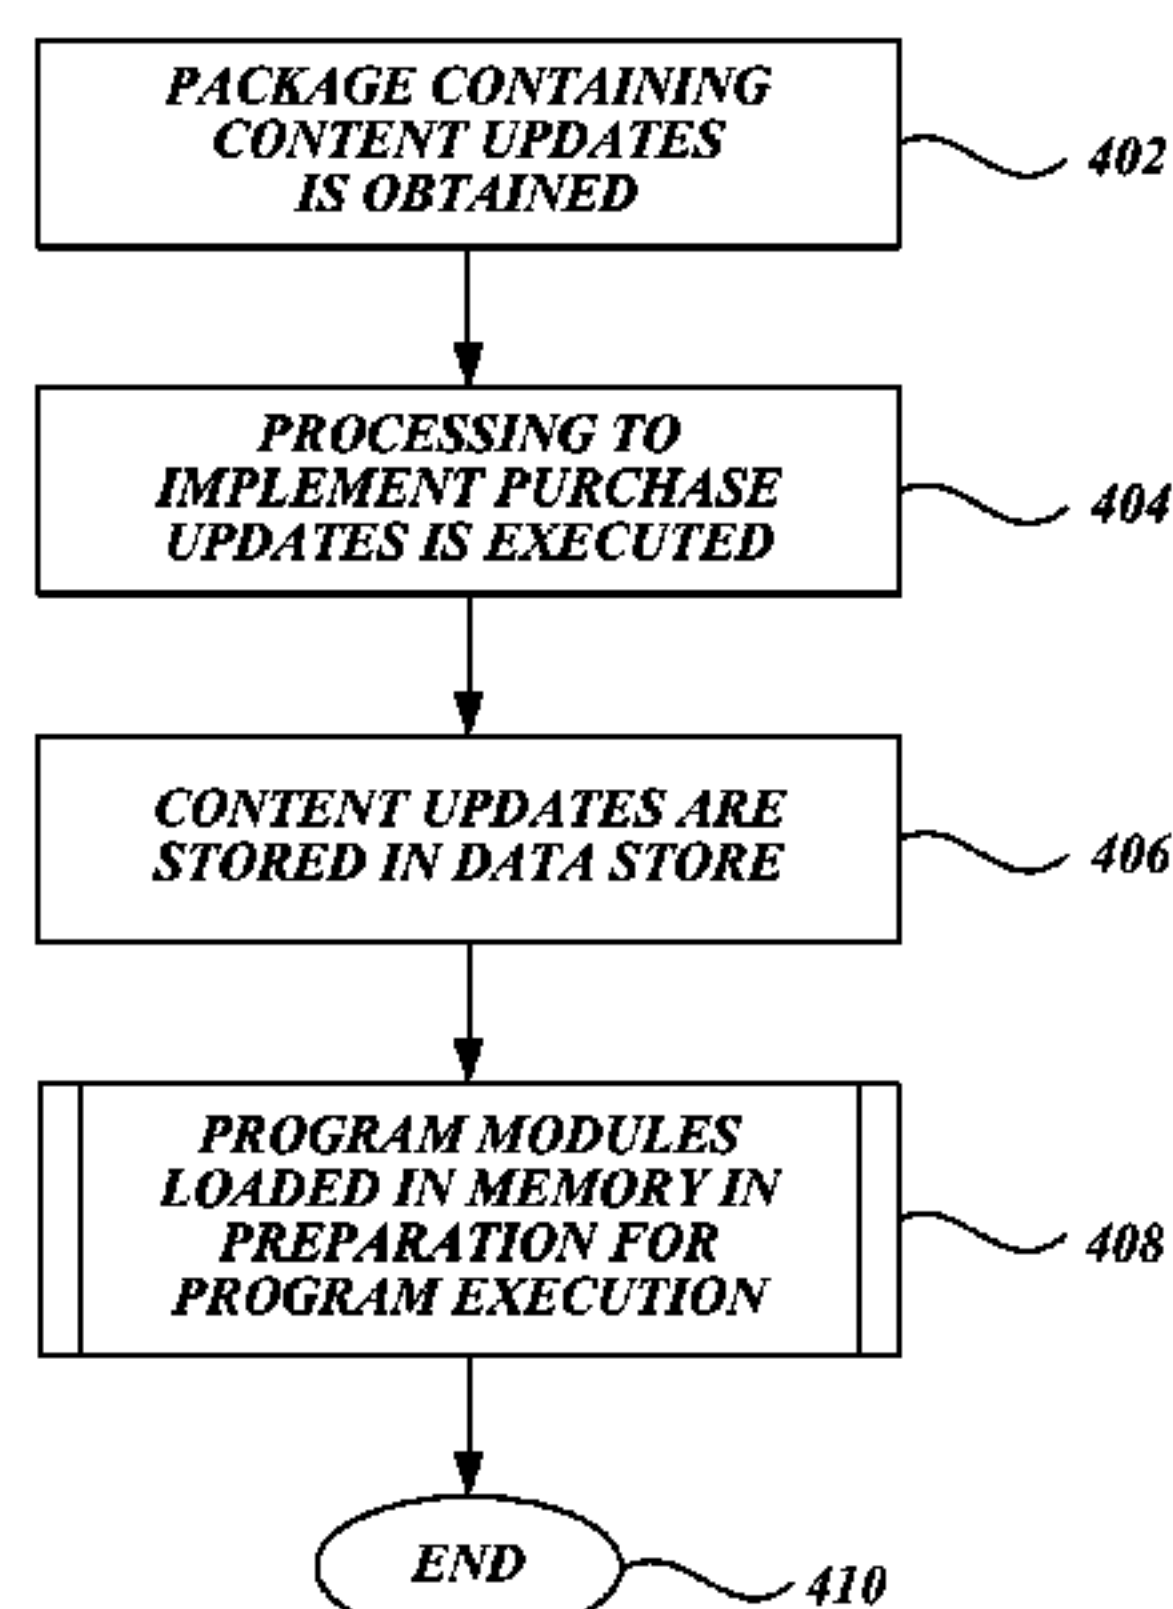 PACKAGE CONTAINING
CONTENT UPDATES
IS OBTAINED
402
PROCESSING TO
IMPLEMENT PURCHASE
UPDATES IS EXECUTED
404
CONTENT UPDATES ARE
STORED IN DATA STORE
406
PROGRAM MODULES
LOADED IN MEMORY IN
PREPARATION FOR
PROGRAM EXECUTION
408
END
410